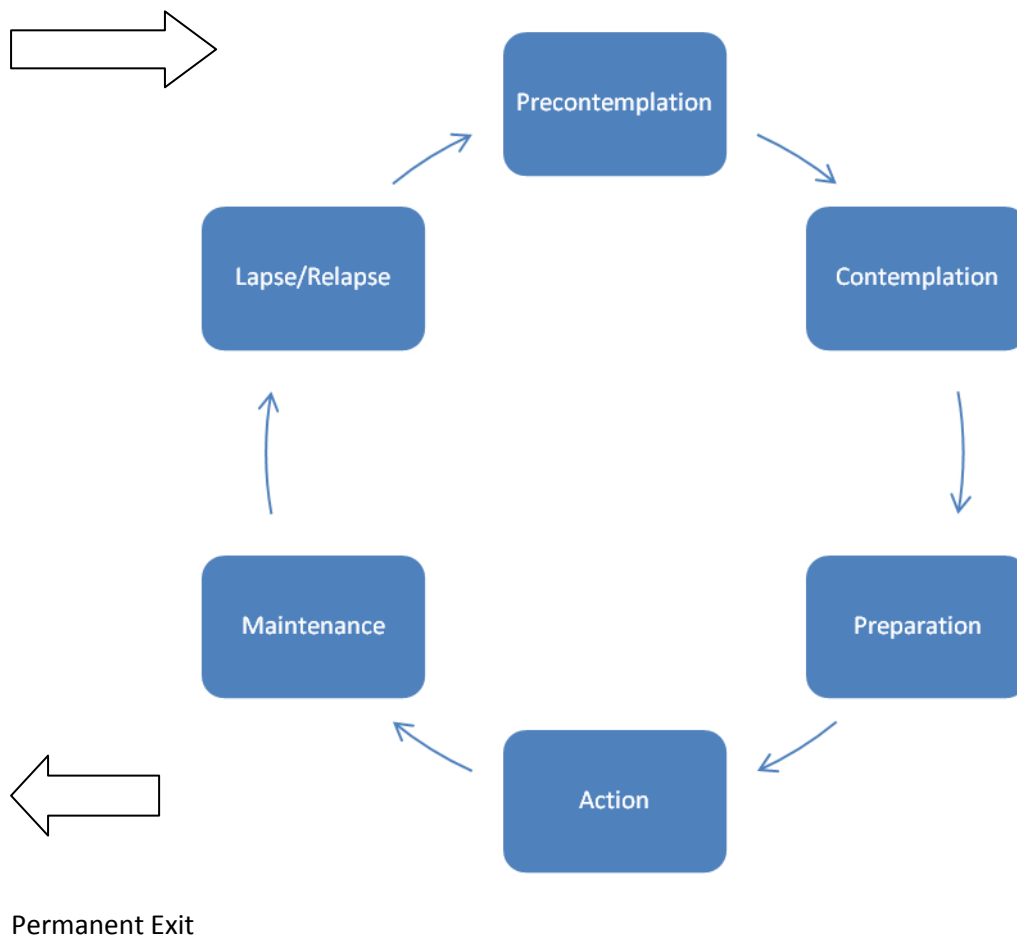 Precontemplation
Contemplation
Preparation
Action
Maintenance
Lapse/Relapse
Permanent Exit